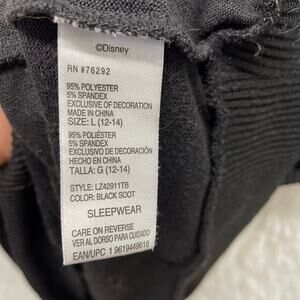 ©Disney
RN #76292
95% POLYESTER
5% SPANDEX
EXCLUSIVE OF DECORATION
MADE IN CHINA
SIZE: L (12-14)
95% POLIÉSTER
5% SPANDEX
EXCLUSIVO DE DECORACIÓN
HECHO EN CHINA
TALLA: G (12-14)
STYLE: LZ42911TB
COLOR: BLACK SOOT
SLEEPWEAR
CARE ON REVERSE
VER AL DORSO PARA CUIDADO
EAN/UPC 1 9619449618